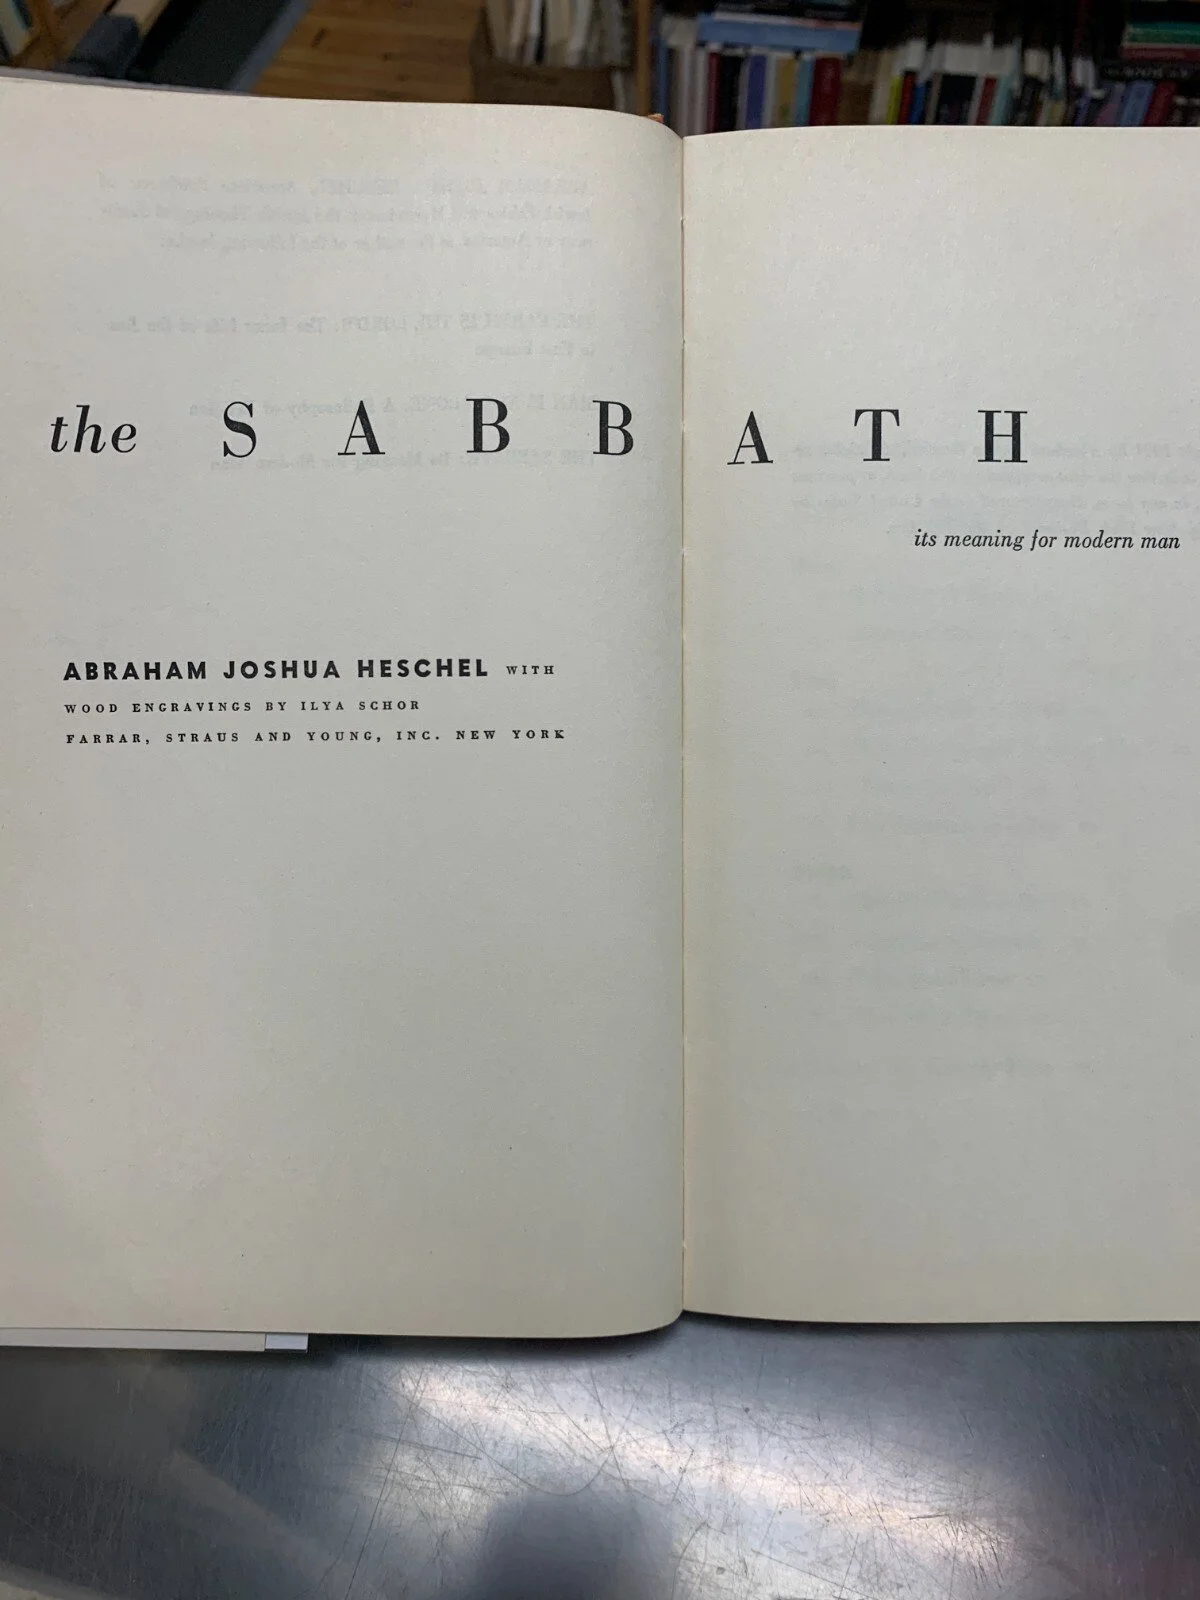 the SABBATH
its meaning for modern man
ABRAHAM JOSHUA HESCHEL WITH
WOOD ENGRAVINGS BY ILYA SCHOR
FARRAR, STRAUS AND YOUNG, INC. NEW YORK